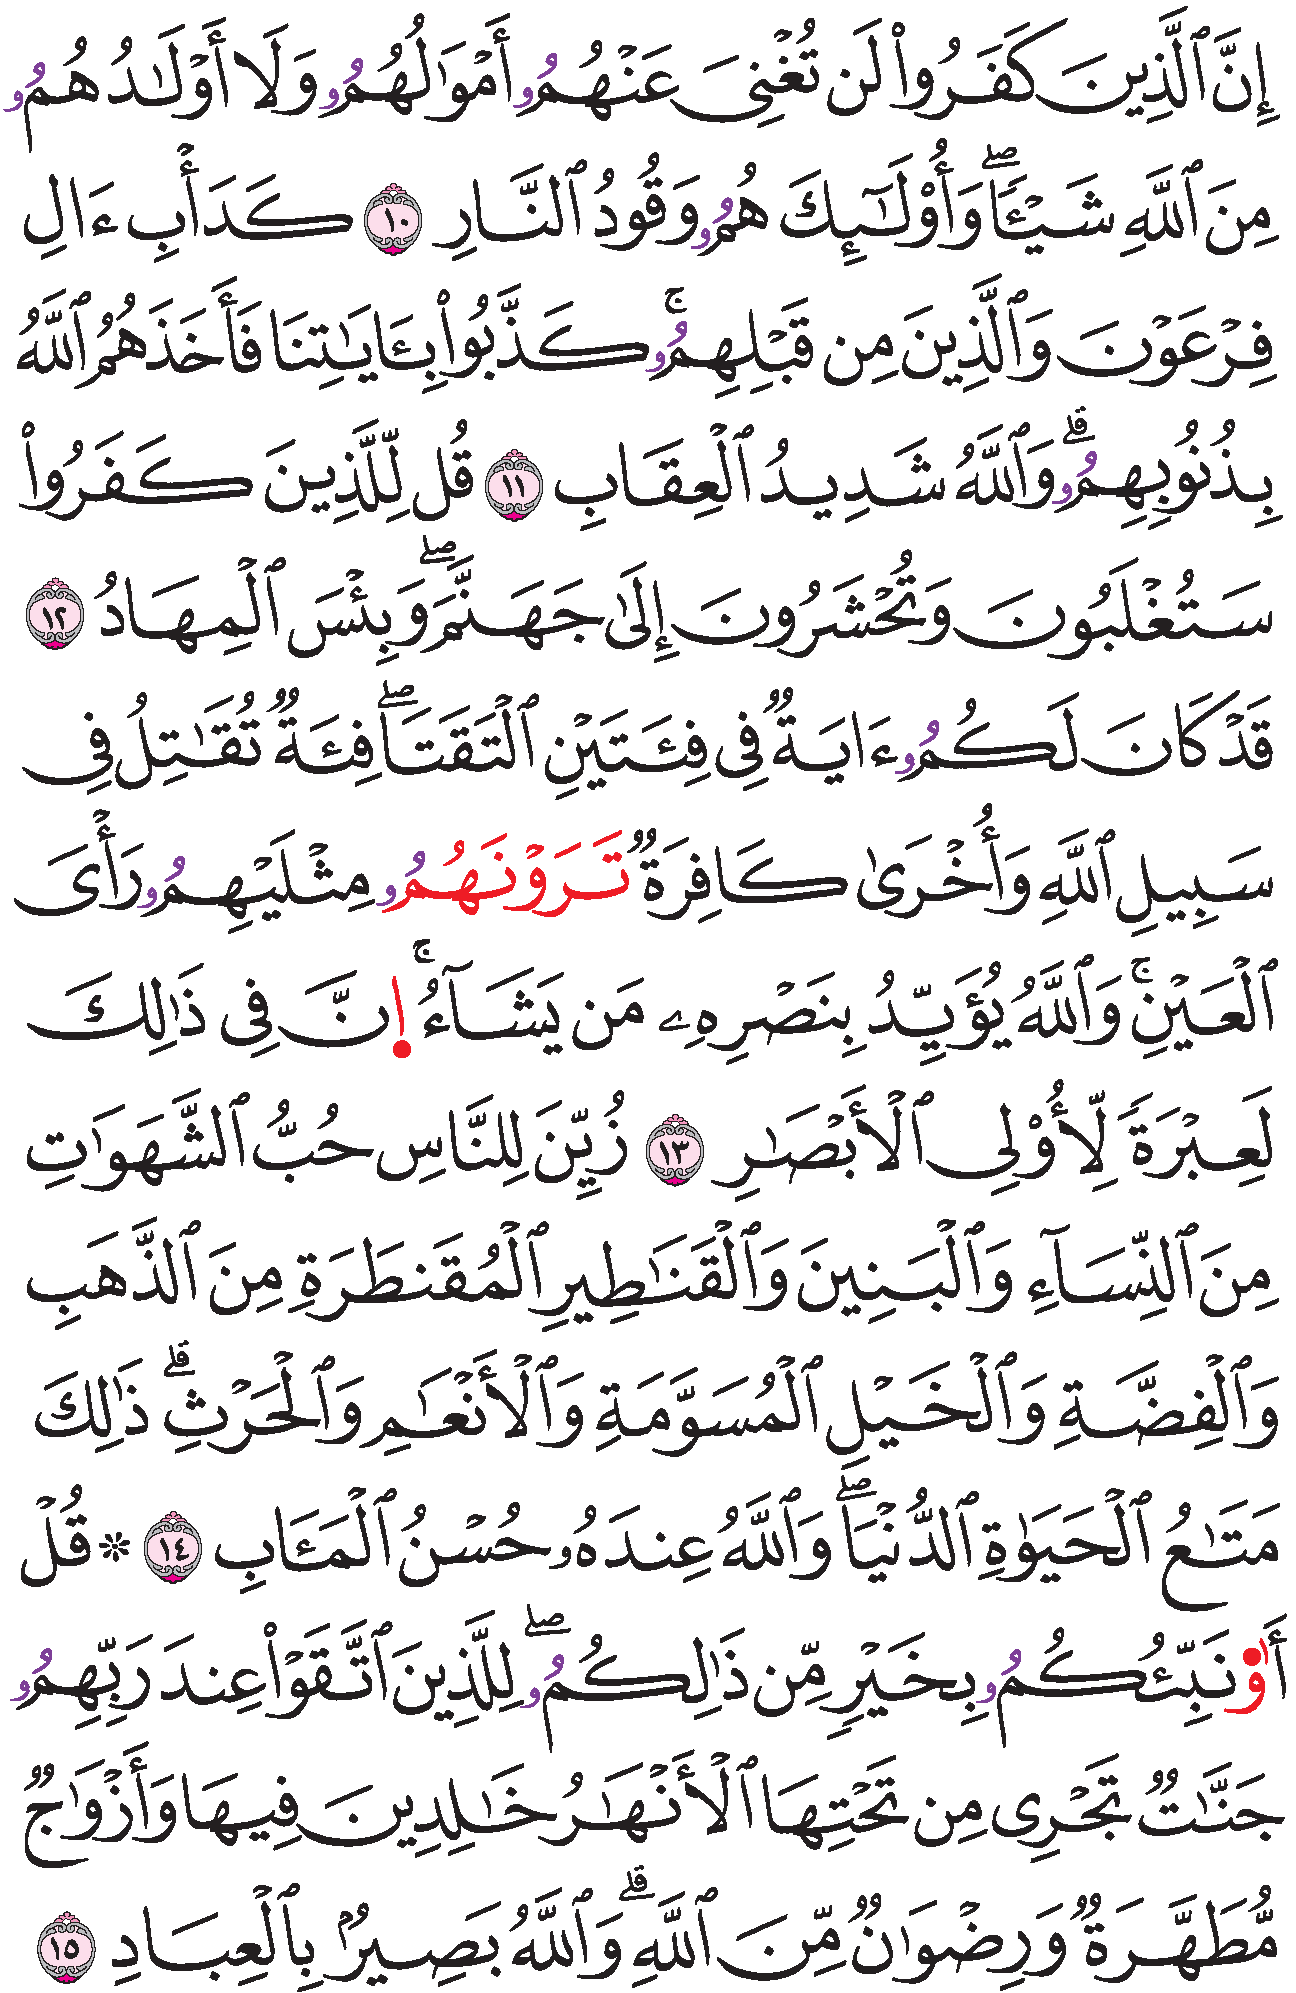 إِنَّ ٱلَّذِينَ كَفَرُواْ لَن تُغۡنِيَ عَنۡهُمُۥ أَمۡوَٰلُهُمُۥ وَلَآ أَوۡلَٰدُهُمُۥ
مِنَ ٱللَّهِ شَيۡـٔٗاۖ وَأُوْلَٰٓئِكَ هُمُۥ وَقُودُ ٱلنَّارِ ١٠ كَدَأۡبِ ءَالِ
فِرۡعَوۡنَ وَٱلَّذِينَ مِن قَبۡلِهِمُۥۚ كَذَّبُواْ بِـَٔايَٰتِنَا فَأَخَذَهُمُ ٱللَّهُ
بِذُنُوبِهِمُۥۗ وَٱللَّهُ شَدِيدُ ٱلۡعِقَابِ ١١ قُل لِّلَّذِينَ كَفَرُواْ
سَتُغۡلَبُونَ وَتُحۡشَرُونَ إِلَىٰ جَهَنَّمَۖ وَبِئۡسَ ٱلۡمِهَادُ ١٢
قَدۡ كَانَ لَكُمُۥ ءَايَةٞ فِي فِئَتَيۡنِ ٱلۡتَقَتَاۖ فِئَةٞ تُقَٰتِلُ فِي
سَبِيلِ ٱللَّهِ وَأُخۡرَىٰ كَافِرَةٞ تَرَوۡنَهُمُۥ مِثۡلَيۡهِمُۥ رَأۡيَ
ٱلۡعَيۡنِۚ وَٱللَّهُ يُؤَيِّدُ بِنَصۡرِهِۦ مَن يَشَآءُۚ اِنَّ فِي ذَٰلِكَ
لَعِبۡرَةٗ لِّأُوْلِي ٱلۡأَبۡصَٰرِ ١٣ زُيِّنَ لِلنَّاسِ حُبُّ ٱلشَّهَوَٰتِ
مِنَ ٱلنِّسَآءِ وَٱلۡبَنِينَ وَٱلۡقَنَٰطِيرِ ٱلۡمُقَنطَرَةِ مِنَ ٱلذَّهَبِ
وَٱلۡفِضَّةِ وَٱلۡخَيۡلِ ٱلۡمُسَوَّمَةِ وَٱلۡأَنۡعَٰمِ وَٱلۡحَرۡثِۗ ذَٰلِكَ
مَتَٰعُ ٱلۡحَيَوٰةِ ٱلدُّنۡيَاۖ وَٱللَّهُ عِندَهُۥ حُسۡنُ ٱلۡمَـَٔابِ ١٤ ۞ قُلۡ
أَوُ۬نَبِّئُكُمُۥ بِخَيۡرٖ مِّن ذَٰلِكُمُۥۖ لِلَّذِينَ ٱتَّقَوۡاْ عِندَ رَبِّهِمُۥ
جَنَّٰتٞ تَجۡرِي مِن تَحۡتِهَا ٱلۡأَنۡهَٰرُ خَٰلِدِينَ فِيهَا وَأَزۡوَٰجٞ
مُّطَهَّرَةٞ وَرِضۡوَٰنٞ مِّنَ ٱللَّهِۗ وَٱللَّهُ بَصِيرُۢ بِٱلۡعِبَادِ ١٥